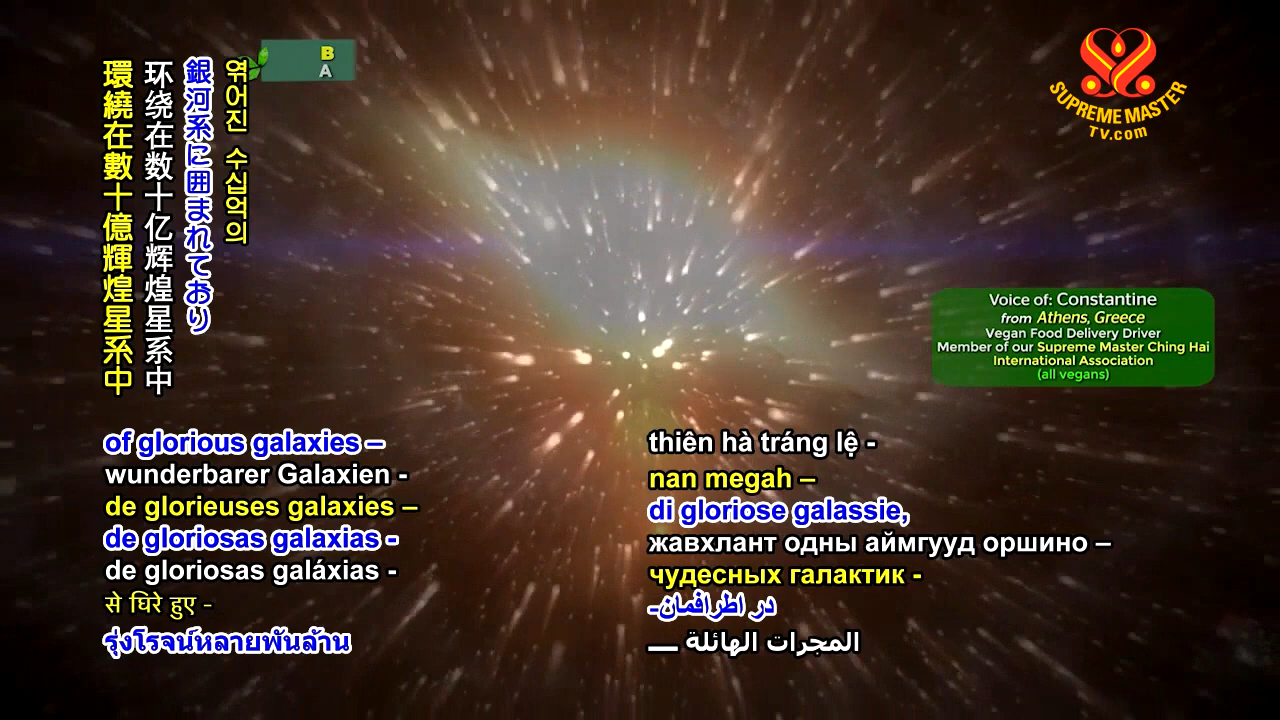 B
A
SUPREME MASTER
TV.com
엮어진 수십억의
銀河系に囲まれており
环绕在数十亿辉煌星系中
環繞在數十億輝煌星系中
Voice of: Constantine
from Athens, Greece
Vegan Food Delivery Driver
Member of our Supreme Master Ching Hai
International Association
(all vegans)
of glorious galaxies –
wunderbarer Galaxien -
de glorieuses galaxies –
de gloriosas galaxias -
de gloriosas galáxias -
से घिरे हुए -
รุ่งโรจน์หลายพันล้าน
thiên hà tráng lệ -
nan megah –
di gloriose galassie,
жавхлант одны аймгууд оршино –
чудесных галактик -
در اطرافمان-
المجرات الهائلة ــــ